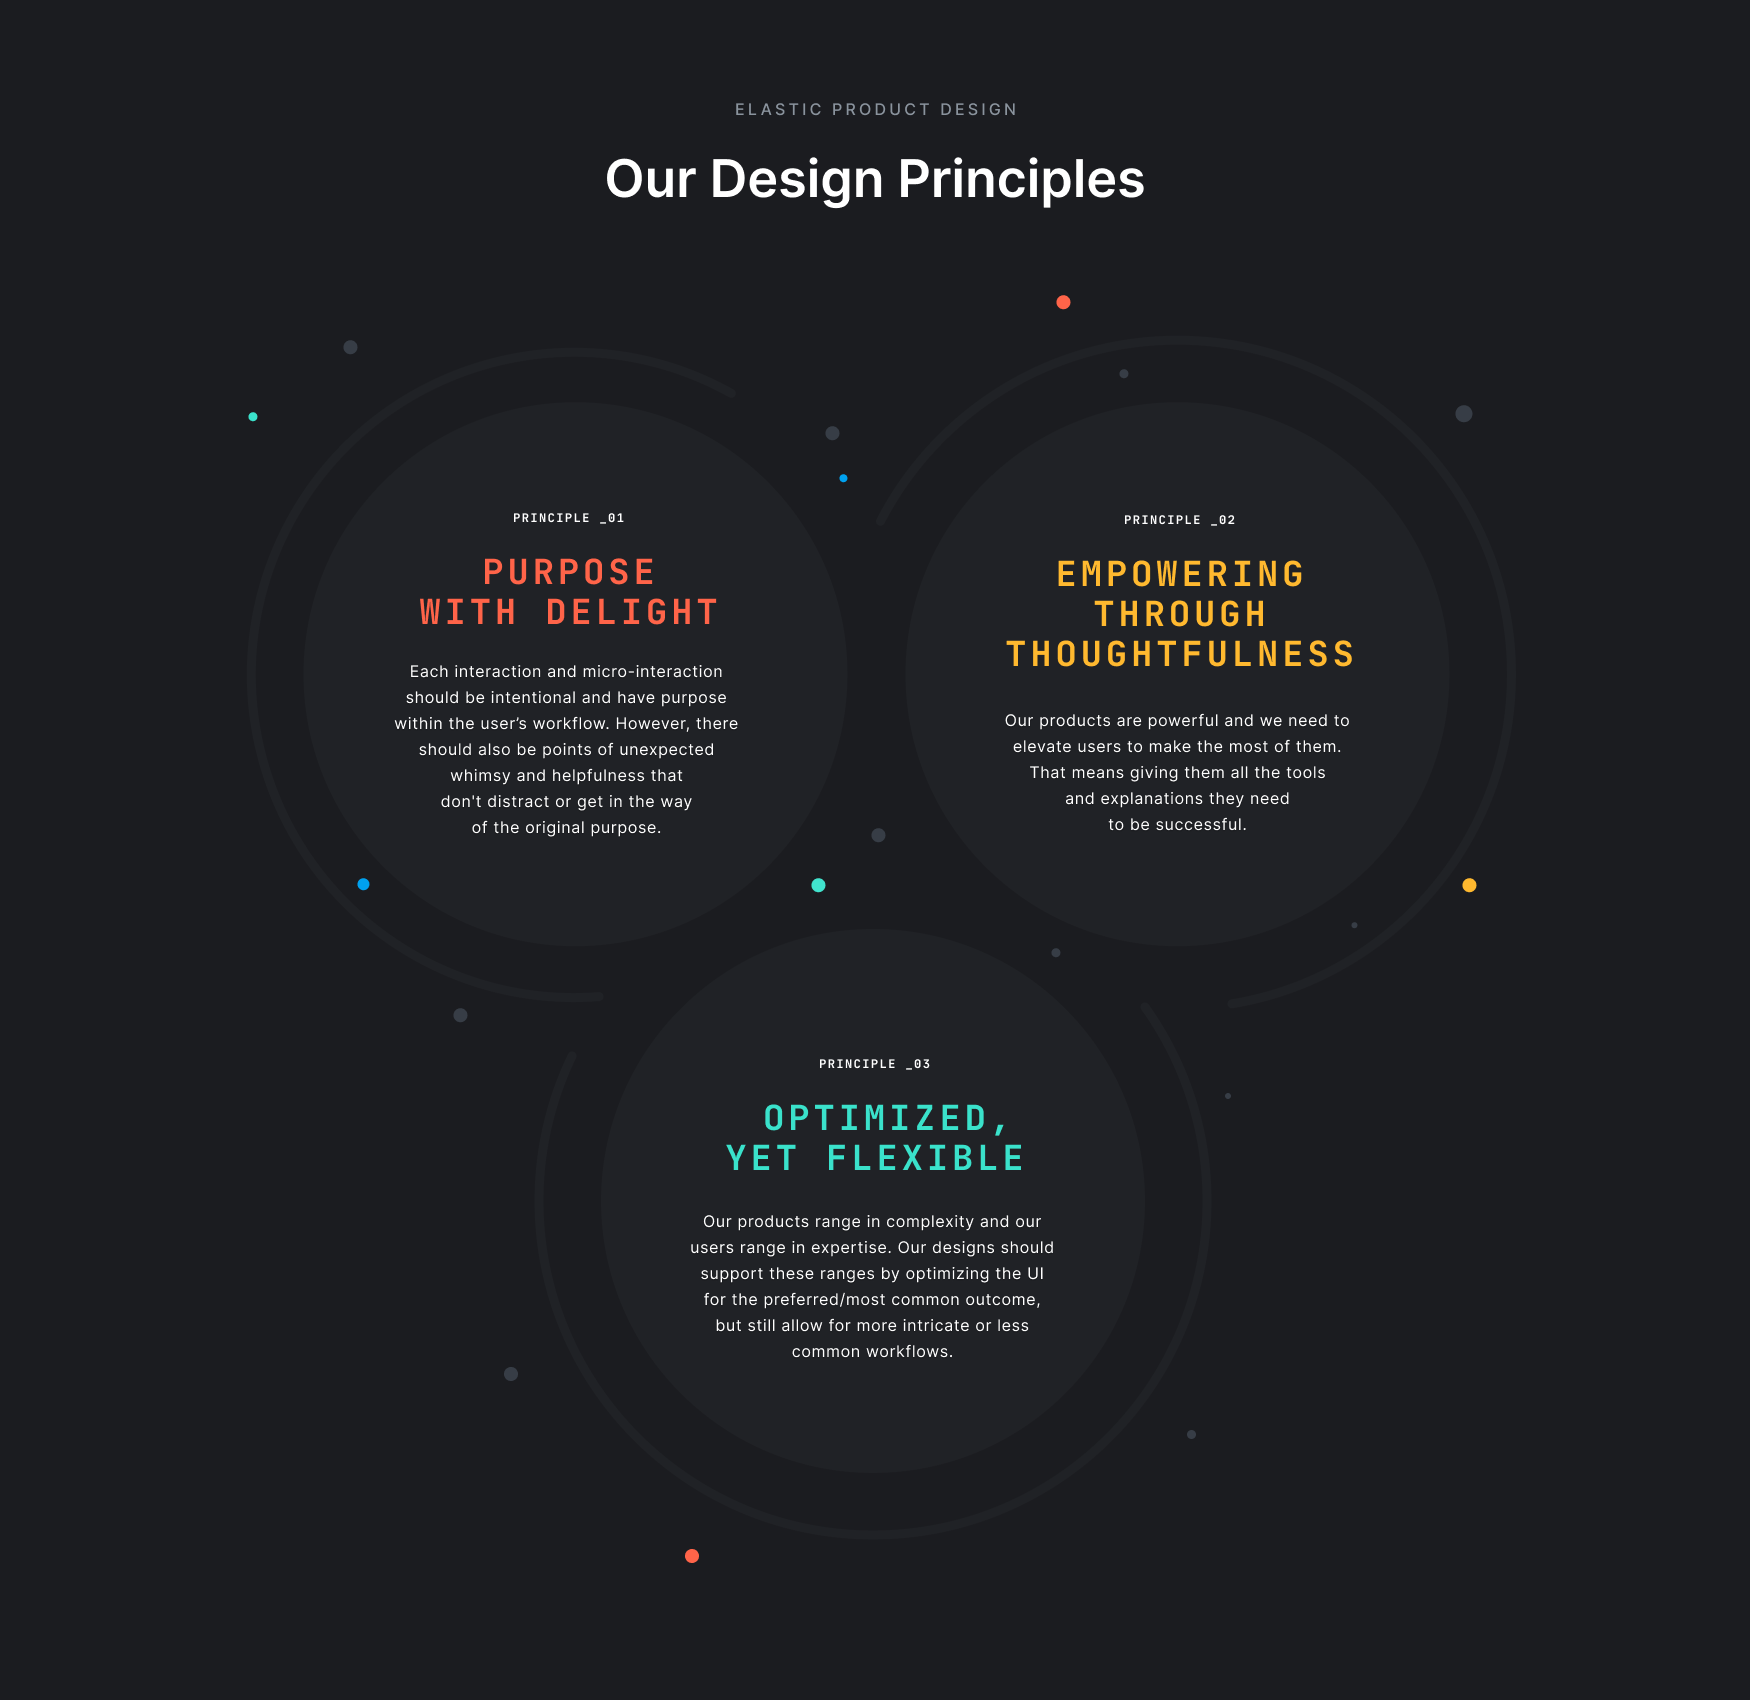 ELASTIC PRODUCT DESIGN
Our Design Principles
PRINCIPLE _01
PURPOSE
WITH DELIGHT
Each interaction and micro-interaction
should be intentional and have purpose
within the user’s workflow. However, there
should also be points of unexpected
whimsy and helpfulness that
don't distract or get in the way
of the original purpose.
PRINCIPLE _02
EMPOWERING
THROUGH
THOUGHTFULNESS
Our products are powerful and we need to
elevate users to make the most of them.
That means giving them all the tools
and explanations they need
to be successful.
PRINCIPLE _03
OPTIMIZED,
YET FLEXIBLE
Our products range in complexity and our
users range in expertise. Our designs should
support these ranges by optimizing the UI
for the preferred/most common outcome,
but still allow for more intricate or less
common workflows.